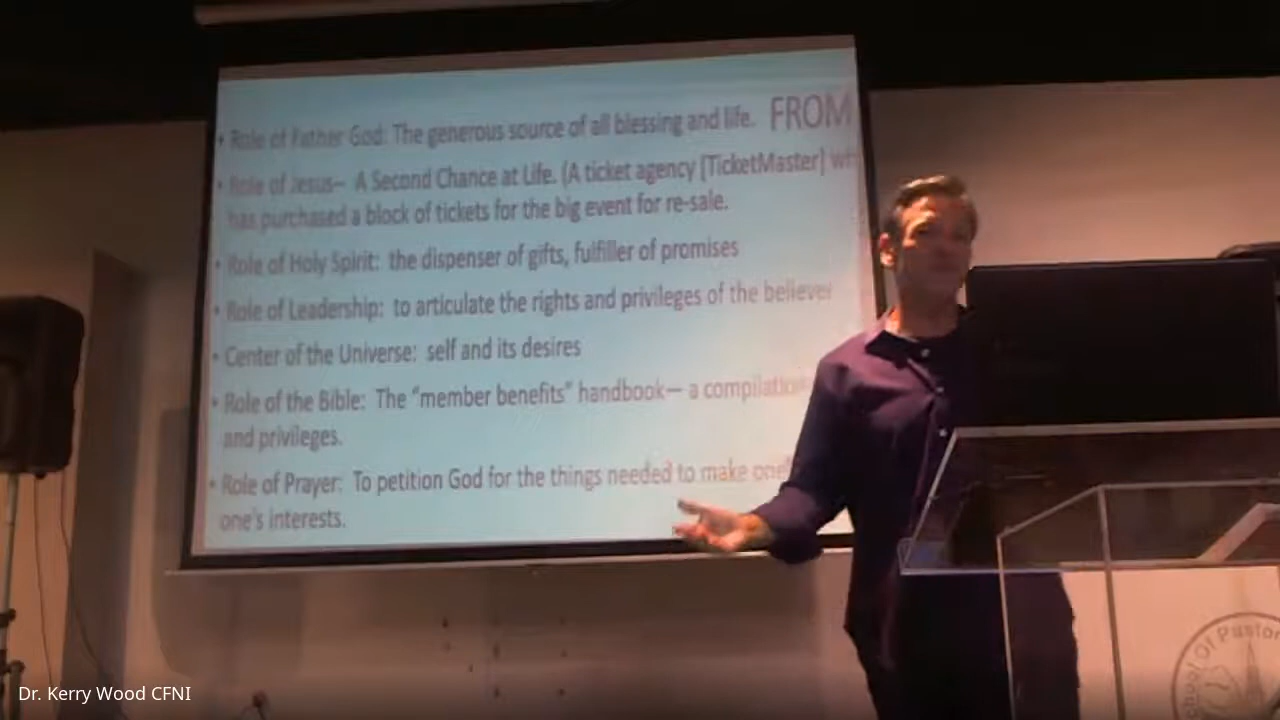 • Role of Father God: The generous source of all blessing and life. FROM
• Role of Jesus– A Second Chance at Life. (A ticket agency [TicketMaster] wh
has purchased a block of tickets for the big event for re-sale.
• Role of Holy Spirit: the dispenser of gifts, fulfiller of promises
• Role of Leadership: to articulate the rights and privileges of the believer
• Center of the Universe: self and its desires
• Role of the Bible: The "member benefits" handbook— a compilation
and privileges.
• Role of Prayer: To petition God for the things needed to make one'
one's interests.
hool Of Pastor
Dr. Kerry Wood CFNI